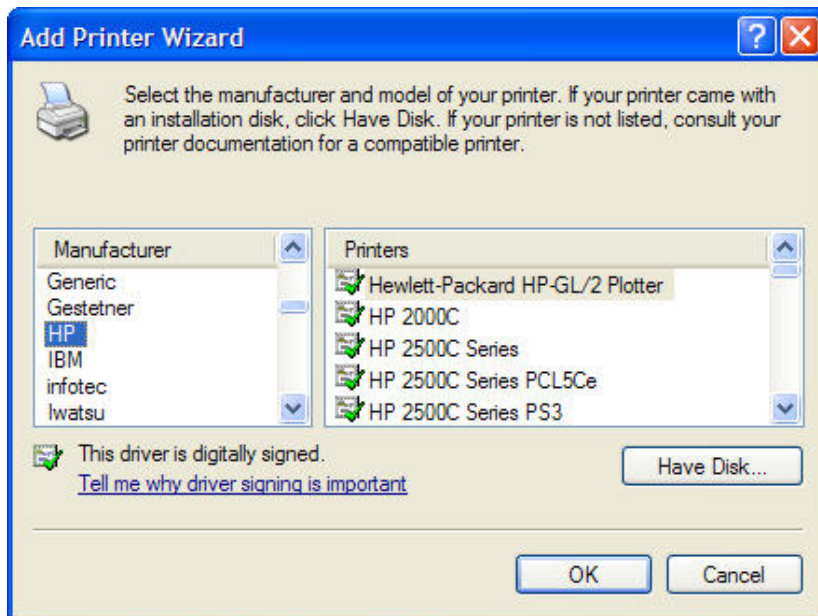 Add Printer Wizard
Select the manufacturer and model of your printer. If your printer came with
an installation disk, click Have Disk. If your printer is not listed, consult your
printer documentation for a compatible printer.
Manufacturer
Generic
Gestetner
HP
IBM
infotec
Iwatsu
Printers
Hewlett-Packard HP-GL/2 Plotter
HP 2000C
HP 2500C Series
HP 2500C Series PCL5Ce
HP 2500C Series PS3
This driver is digitally signed.
Tell me why driver signing is important
Have Disk...
OK
Cancel